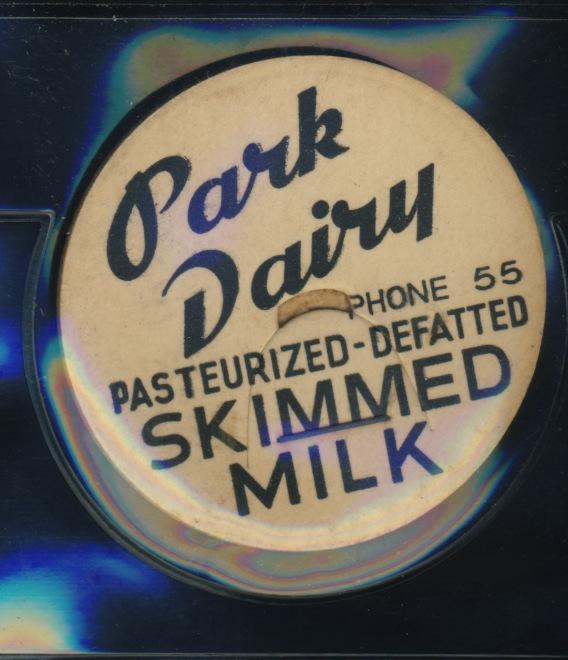 Park
Dairy
PHONE 55
PASTEURIZED-DEFATTED
SKIMMED
MILK